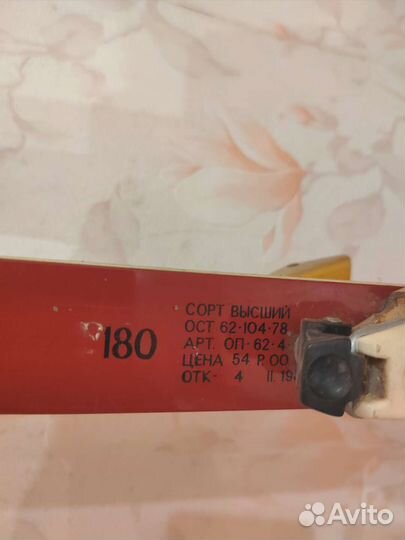 180
СОРТ ВЫСШИЙ
ОСТ 62-104-78
АРТ. ОП-62-4
ЦЕНА 54 Р. 00
ОТК- 4 II. 19
Avito